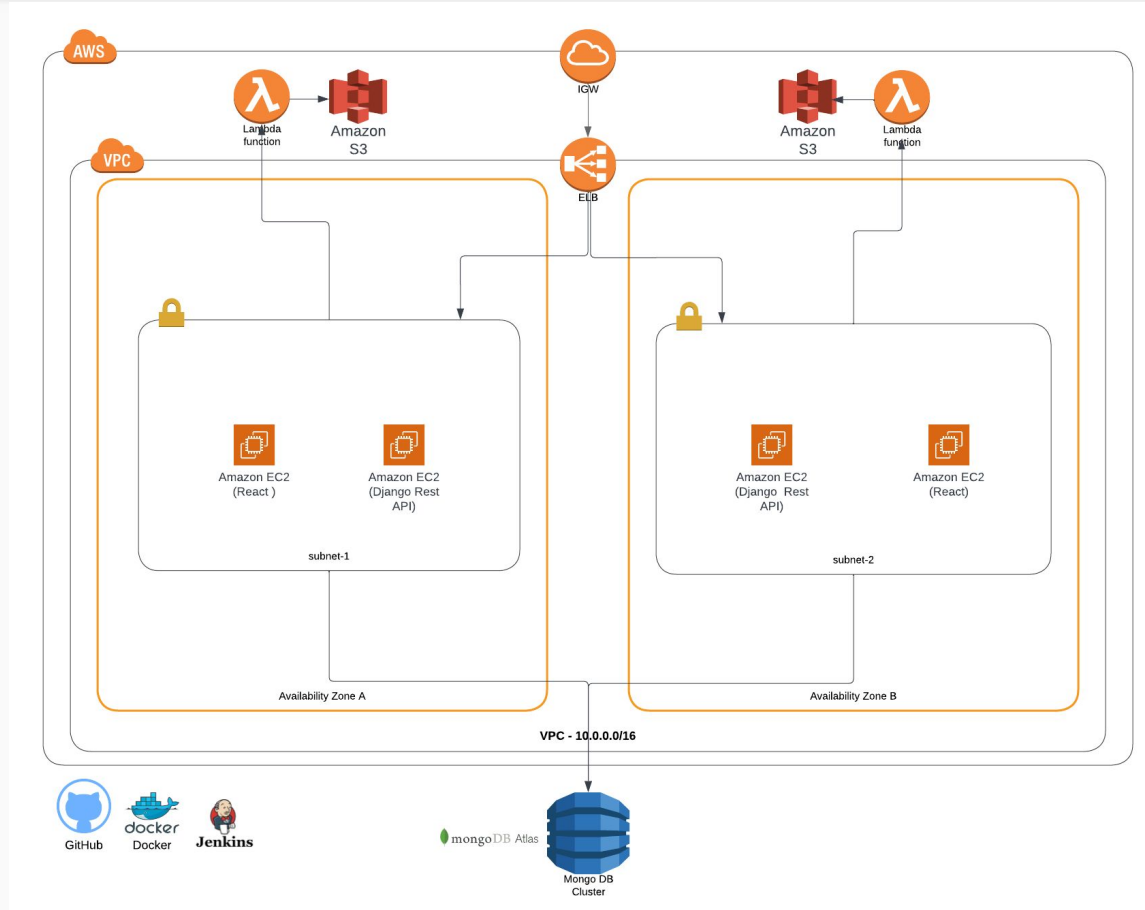 AWS
IGW
Lambda
function
Amazon
S3
Amazon
S3
Lambda
function
VPC
ELB
Amazon EC2
(React )
Amazon EC2
(Django Rest
API)
subnet-1
Amazon EC2
(Django Rest
API)
Amazon EC2
(React)
subnet-2
Availability Zone A
Availability Zone B
VPC - 10.0.0.0/16
GitHub
docker
Docker
Jenkins
mongoDB Atlas
Mongo DB
Cluster